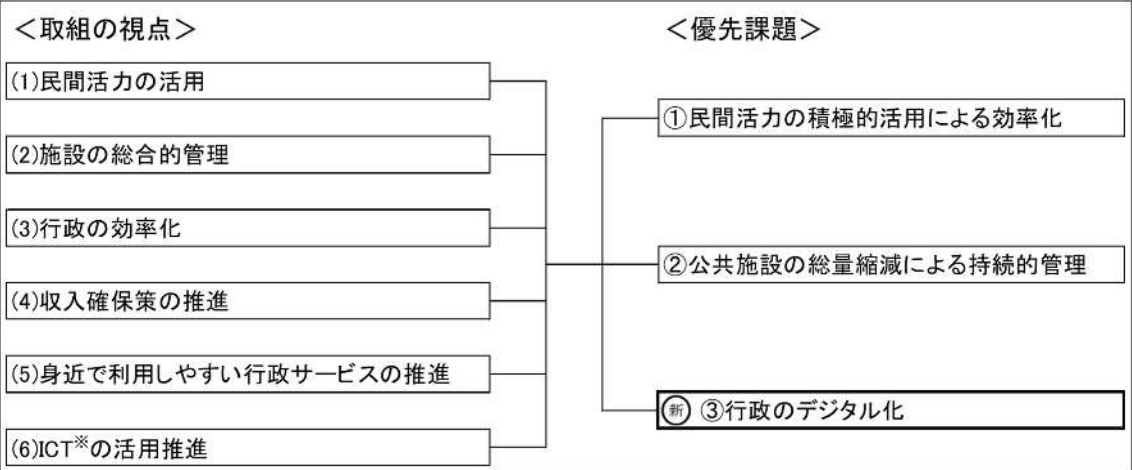 ＜取組の視点＞
(1)民間活力の活用
(2)施設の総合的管理
(3)行政の効率化
(4)収入確保策の推進
(5)身近で利用しやすい行政サービスの推進
(6)ICT※の活用推進
＜優先課題＞
①民間活力の積極的活用による効率化
②公共施設の総量縮減による持続的管理
新 ③行政のデジタル化